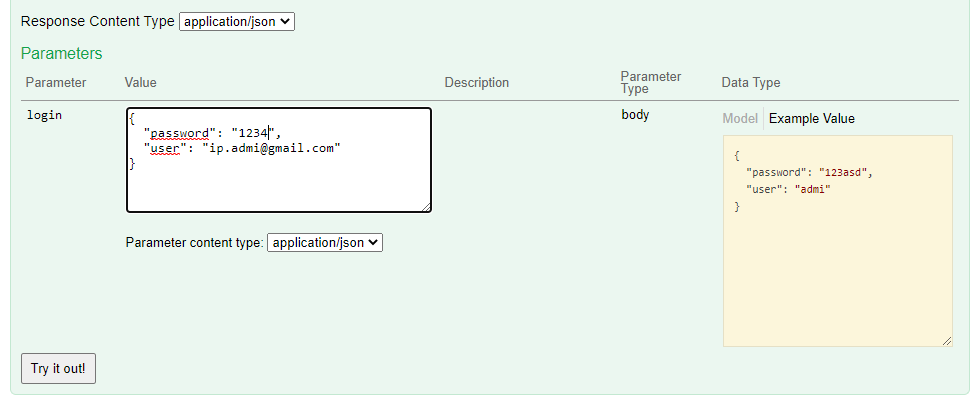 Response Content Type application/json
Parameters
Parameter Value Description Parameter Type Data Type
login
{
"password": "1234",
"user": "ip.admi@gmail.com"
}
Parameter content type: application/json
body
Model Example Value
{
"password": "123asd",
"user": "admi"
}
Try it out!